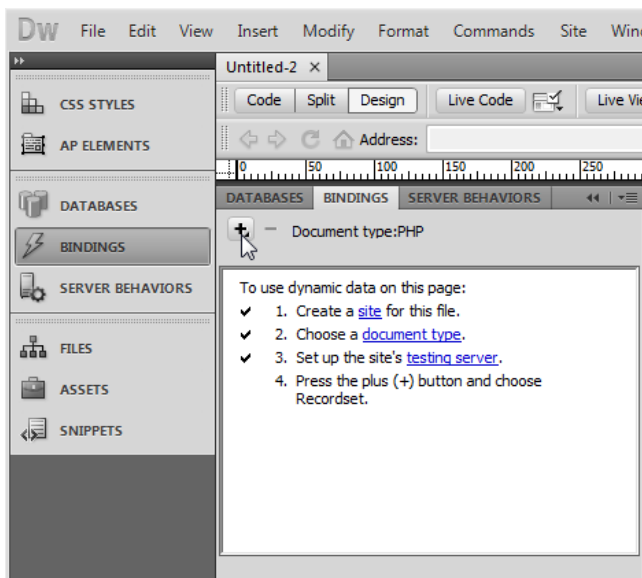 Dw File Edit View Insert Modify Format Commands Site
Untitled-2
Code Split Design Live Code
Address:
0 50 100 150 200 250
CSS STYLES
AP ELEMENTS
DATABASES
BINDINGS
SERVER BEHAVIORS
FILES
ASSETS
SNIPPETS
DATABASES BINDINGS SERVER BEHAVIORS
Document type:PHP
To use dynamic data on this page:
1. Create a site for this file.
2. Choose a document type.
3. Set up the site's testing server.
4. Press the plus (+) button and choose
Recordset.